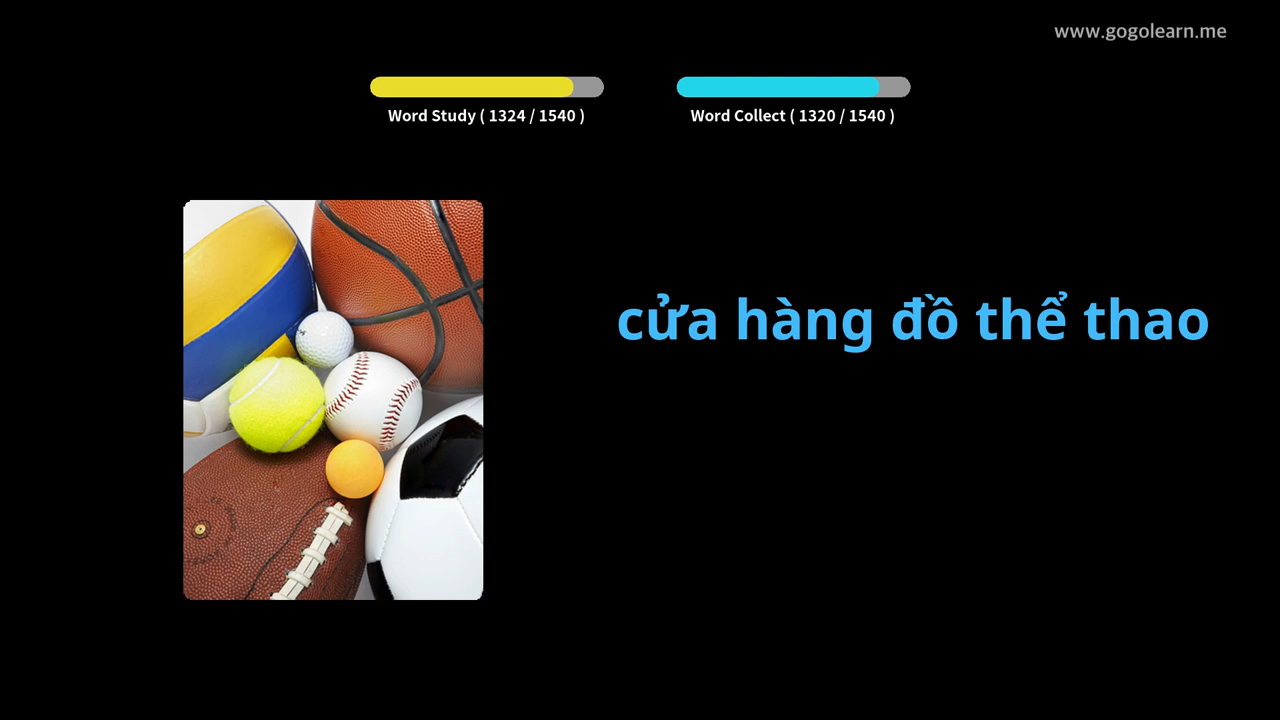 www.gogolearn.me
Word Study ( 1324 / 1540 )
Word Collect ( 1320 / 1540 )
cửa hàng đồ thể thao